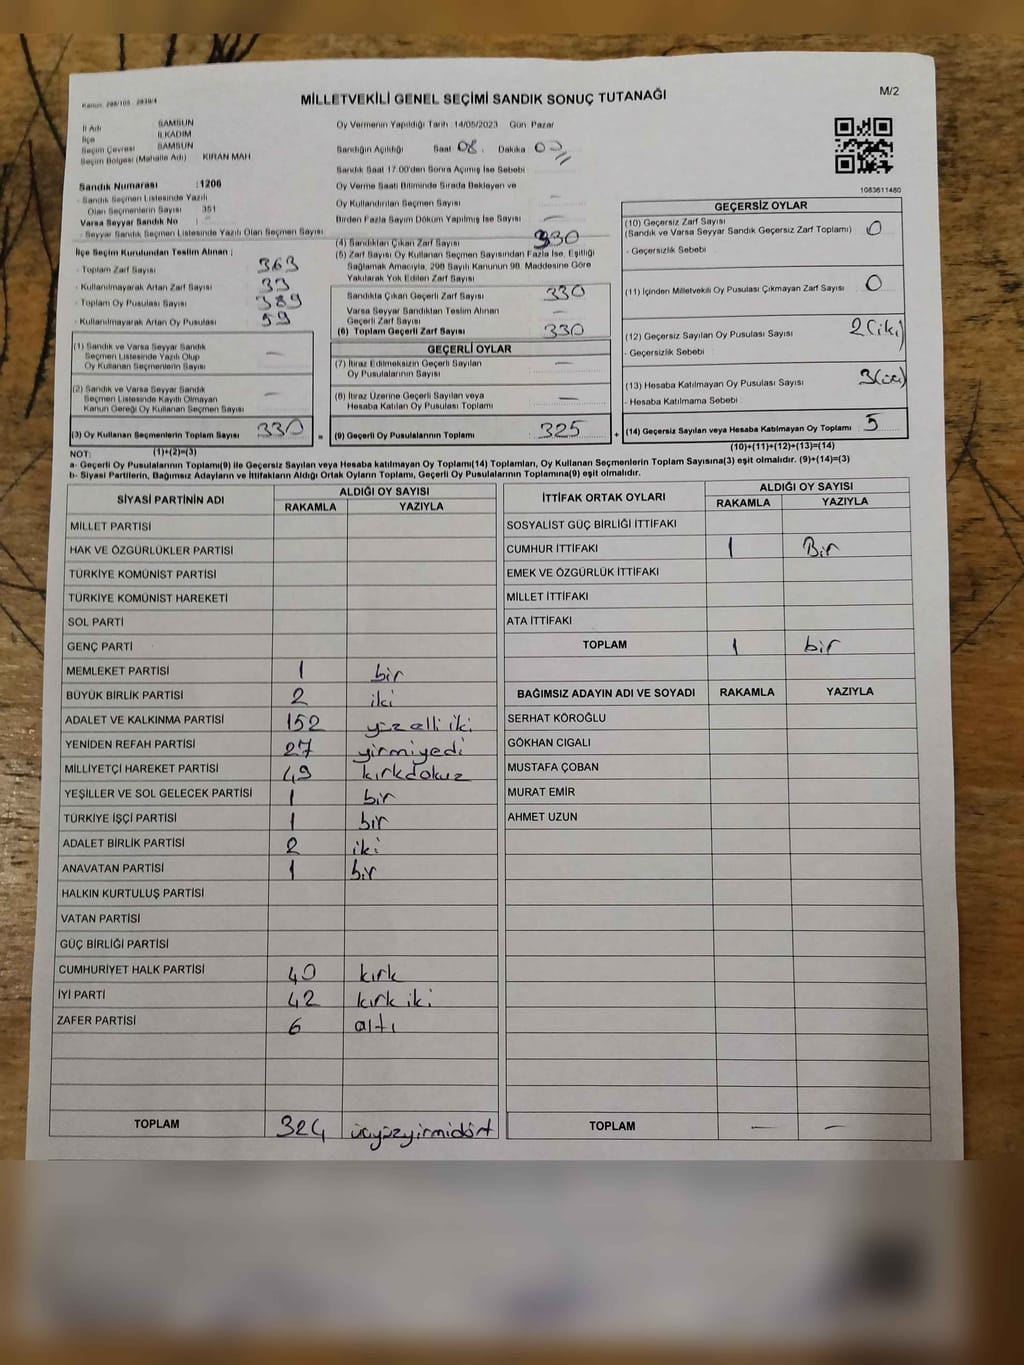 Kanun: 298/105 - 2839/4
MİLLETVEKİLİ GENEL SEÇİMİ SANDIK SONUÇ TUTANAĞI
M/2
İl Adı SAMSUN
İlçe İLKADIM
Seçim Çevresi SAMSUN
Seçim Bölgesi (Mahalle Adı) KIRAN MAH
Sandık Numarası :1206
- Sandık Seçmen Listesinde Yazılı
Olan Seçmenlerin Sayısı 351
Varsa Seyyar Sandık No :
- Seyyar Sandık Seçmen Listesinde Yazılı Olan Seçmen Sayısı
İlçe Seçim Kurulundan Teslim Alınan ;
- Toplam Zarf Sayısı 363
- Kullanılmayarak Artan Zarf Sayısı 33
- Toplam Oy Pusulası Sayısı 389
- Kullanılmayarak Artan Oy Pusulası 59
(1) Sandık ve Varsa Seyyar Sandık
Seçmen Listesinde Yazılı Olup
Oy Kullanan Seçmenlerin Sayısı —
(2) Sandık ve Varsa Seyyar Sandık
Seçmen Listesinde Kayıtlı Olmayan
Kanun Gereği Oy Kullanan Seçmen Sayısı —
(3) Oy Kullanan Seçmenlerin Toplam Sayısı 330 =
Oy Vermenin Yapıldığı Tarih 14/05/2023 Gün Pazar
Sandığın Açıldığı Saat 08. Dakika
Sandık Saat 17.00'den Sonra Açılmış İse Sebebi
Oy Verme Saati Bitiminde Sırada Bekleyen ve
Oy Kullandırılan Seçmen Sayısı —
Birden Fazla Sayım Döküm Yapılmış İse Sayısı —
(4) Sandıktan Çıkan Zarf Sayısı 330
(5) Zarf Sayısı Oy Kullanan Seçmen Sayısından Fazla İse, Eşitliği
Sağlamak Amacıyla, 298 Sayılı Kanunun 98. Maddesine Göre
Yakılarak Yok Edilen Zarf Sayısı
Sandıkta Çıkan Geçerli Zarf Sayısı 330
Varsa Seyyar Sandıktan Teslim Alınan
Geçerli Zarf Sayısı —
(6) Toplam Geçerli Zarf Sayısı 330
GEÇERLİ OYLAR
(7) İtiraz Edilmeksizin Geçerli Sayılan
Oy Pusulalarının Sayısı —
(8) İtiraz Üzerine Geçerli Sayılan veya
Hesaba Katılan Oy Pusulası Toplamı —
(9) Geçerli Oy Pusulalarının Toplamı 325 +
1083611480
GEÇERSİZ OYLAR
(10) Geçersiz Zarf Sayısı
(Sandık ve Varsa Seyyar Sandık Geçersiz Zarf Toplamı) 0
- Geçersizlik Sebebi
(11) İçinden Milletvekili Oy Pusulası Çıkmayan Zarf Sayısı 0
(12) Geçersiz Sayılan Oy Pusulası Sayısı 2(iki)
- Geçersizlik Sebebi
(13) Hesaba Katılmayan Oy Pusulası Sayısı 3(üç)
- Hesaba Katılmama Sebebi
(14) Geçersiz Sayılan veya Hesaba Katılmayan Oy Toplamı 5
NOT: (1)+(2)=(3)
(10)+(11)+(12)+(13)=(14)
a- Geçerli Oy Pusulalarının Toplamı(9) ile Geçersiz Sayılan veya Hesaba katılmayan Oy Toplamı(14) Toplamları, Oy Kullanan Seçmenlerin Toplam Sayısına(3) eşit olmalıdır. (9)+(14)=(3)
b- Siyasi Partilerin, Bağımsız Adayların ve İttifakların Aldığı Ortak Oyların Toplamı, Geçerli Oy Pusulalarının Toplamına(9) eşit olmalıdır.
SİYASİ PARTİNİN ADI ALDIĞI OY SAYISI
RAKAMLA YAZIYLA
MİLLET PARTİSİ
HAK VE ÖZGÜRLÜKLER PARTİSİ
TÜRKİYE KOMÜNİST PARTİSİ
TÜRKİYE KOMÜNİST HAREKETİ
SOL PARTİ
GENÇ PARTİ
MEMLEKET PARTİSİ 1 bir
BÜYÜK BİRLİK PARTİSİ 2 iki
ADALET VE KALKINMA PARTİSİ 152 yüzelli iki
YENİDEN REFAH PARTİSİ 27 yirmiyedi
MİLLİYETÇİ HAREKET PARTİSİ 49 kırkdokuz
YEŞİLLER VE SOL GELECEK PARTİSİ 1 bir
TÜRKİYE İŞÇİ PARTİSİ 1 bir
ADALET BİRLİK PARTİSİ 2 iki
ANAVATAN PARTİSİ 1 bir
HALKIN KURTULUŞ PARTİSİ
VATAN PARTİSİ
GÜÇ BİRLİĞİ PARTİSİ
CUMHURİYET HALK PARTİSİ 40 kırk
İYİ PARTİ 42 kırk iki
ZAFER PARTİSİ 6 altı
TOPLAM 324 üçyüzyirmidört
İTTİFAK ORTAK OYLARI ALDIĞI OY SAYISI
RAKAMLA YAZIYLA
SOSYALİST GÜÇ BİRLİĞİ İTTİFAKI
CUMHUR İTTİFAKI 1 Bir
EMEK VE ÖZGÜRLÜK İTTİFAKI
MİLLET İTTİFAKI
ATA İTTİFAKI
TOPLAM 1 bir
BAĞIMSIZ ADAYIN ADI VE SOYADI RAKAMLA YAZIYLA
SERHAT KÖROĞLU
GÖKHAN CIGALI
MUSTAFA ÇOBAN
MURAT EMİR
AHMET UZUN
TOPLAM — —